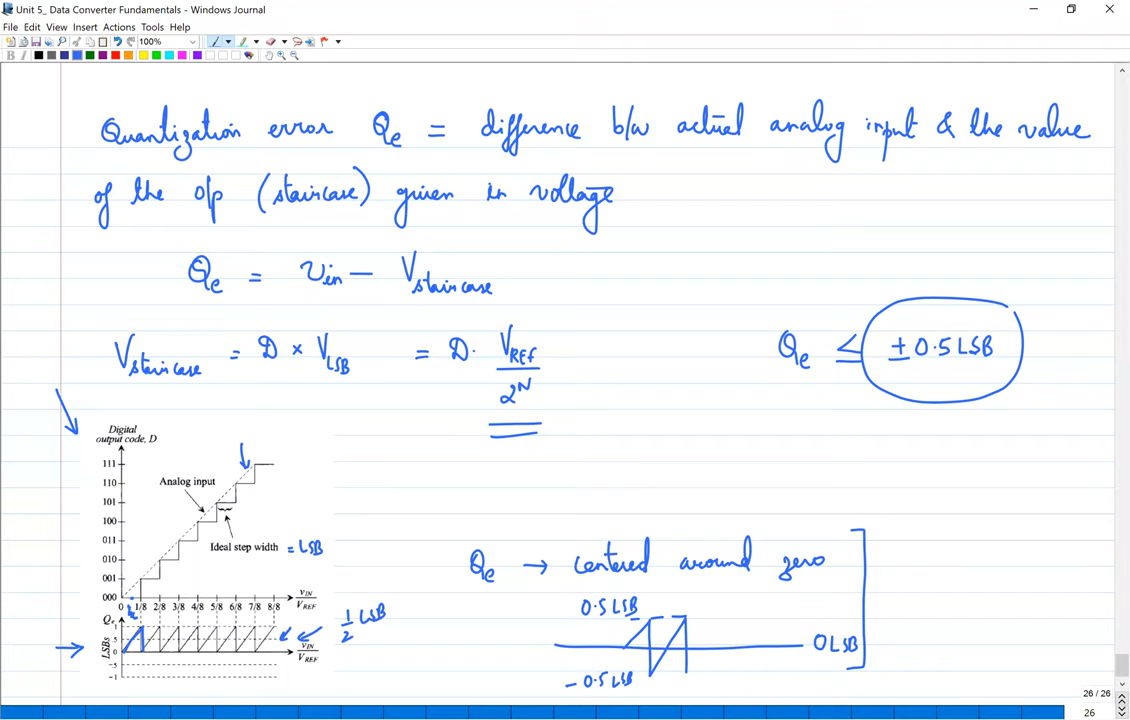 Unit 5_ Data Converter Fundamentals - Windows Journal
File Edit View Insert Actions Tools Help
100%
B I
Quantization error Qe = difference b/w actual analog input & the value
of the o/p (staircase) given in voltage
Qe = vin - Vstaircase
Vstaircase = D × VLSB = D. VREF/2^N
Qe ≤ ± 0.5 LSB
Digital
output code, D
111
110
Analog input
101
100
011
Ideal step width = LSB
010
001
000
0 1/8 2/8 3/8 4/8 5/8 6/8 7/8 8/8 vIN/VREF
Qe
LSBs
1
.5
0
-.5
-1
vIN/VREF
1/2 LSB
Qe → centered around zero
0.5 LSB
0 LSB
- 0.5 LSB
26 / 26
26